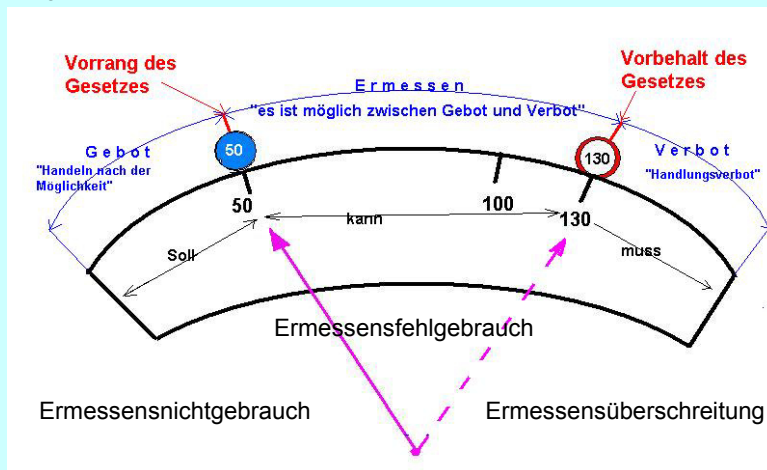 Vorrang des
Gesetzes
Vorbehalt des
Gesetzes
Ermessen
"es ist möglich zwischen Gebot und Verbot"
Gebot
"Handeln nach der
Möglichkeit"
50
130
Verbot
"Handlungsverbot"
50
100
130
Soll
kann
muss
Ermessensfehlgebrauch
Ermessensnichtgebrauch
Ermessensüberschreitung